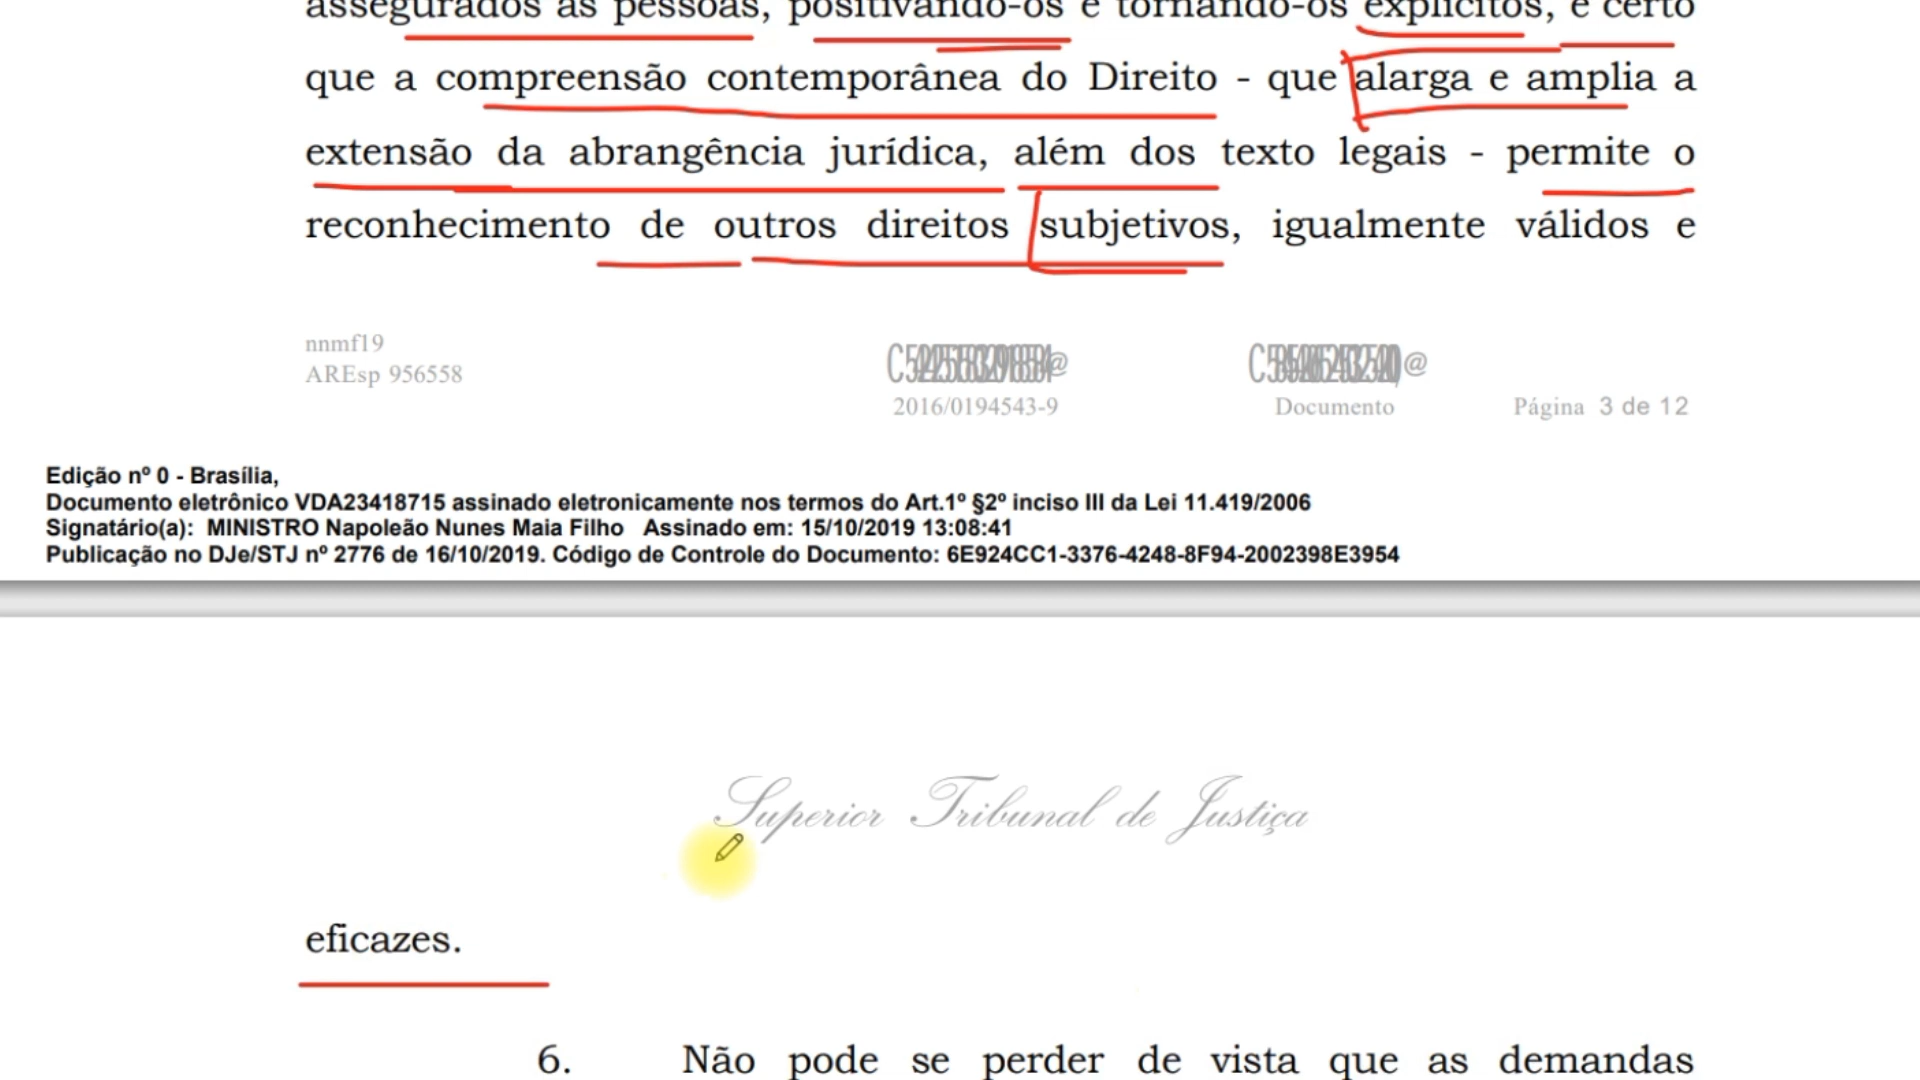 assegurados às pessoas, positivando-os e tornando-os explícitos, é certo
que a compreensão contemporânea do Direito - que alarga e amplia a
extensão da abrangência jurídica, além dos texto legais - permite o
reconhecimento de outros direitos subjetivos, igualmente válidos e
nnmf19
AREsp 956558
2016/0194543-9
Documento
Página 3 de 12
Edição nº 0 - Brasília,
Documento eletrônico VDA23418715 assinado eletronicamente nos termos do Art.1º §2º inciso III da Lei 11.419/2006
Signatário(a): MINISTRO Napoleão Nunes Maia Filho Assinado em: 15/10/2019 13:08:41
Publicação no DJe/STJ nº 2776 de 16/10/2019. Código de Controle do Documento: 6E924CC1-3376-4248-8F94-2002398E3954
Superior Tribunal de Justiça
eficazes.
6. Não pode se perder de vista que as demandas